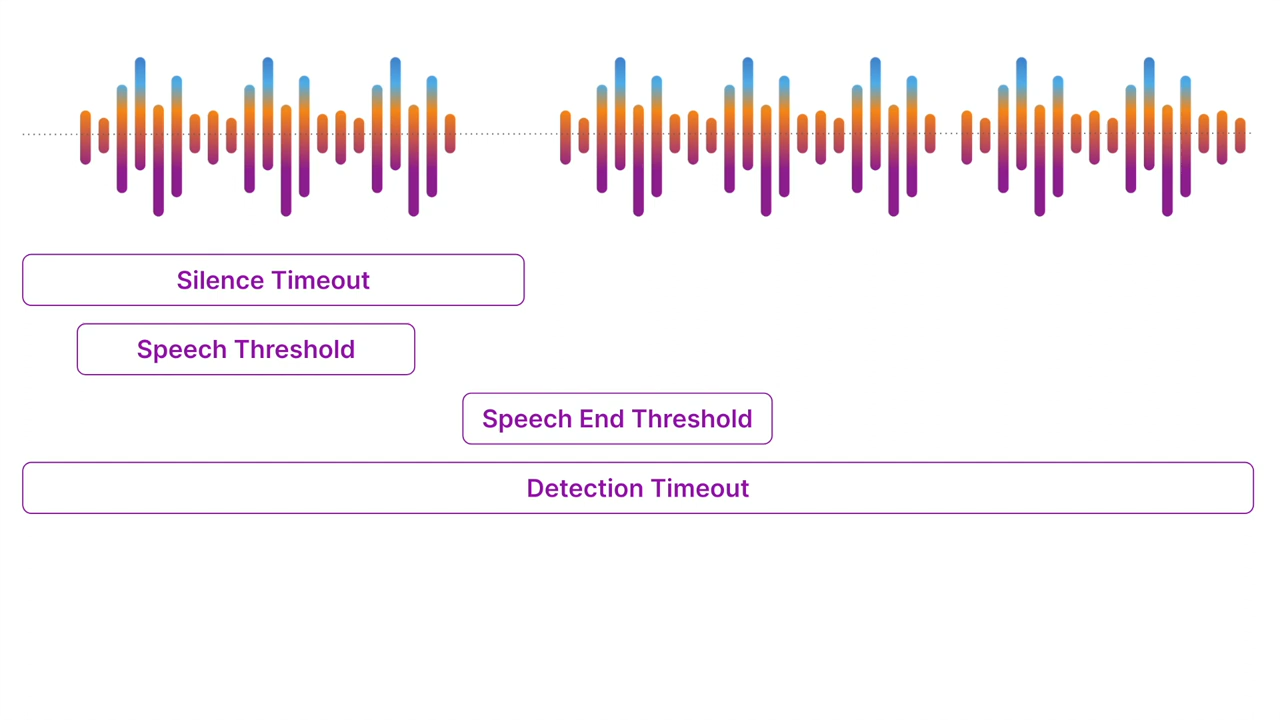 Silence Timeout
Speech Threshold
Speech End Threshold
Detection Timeout